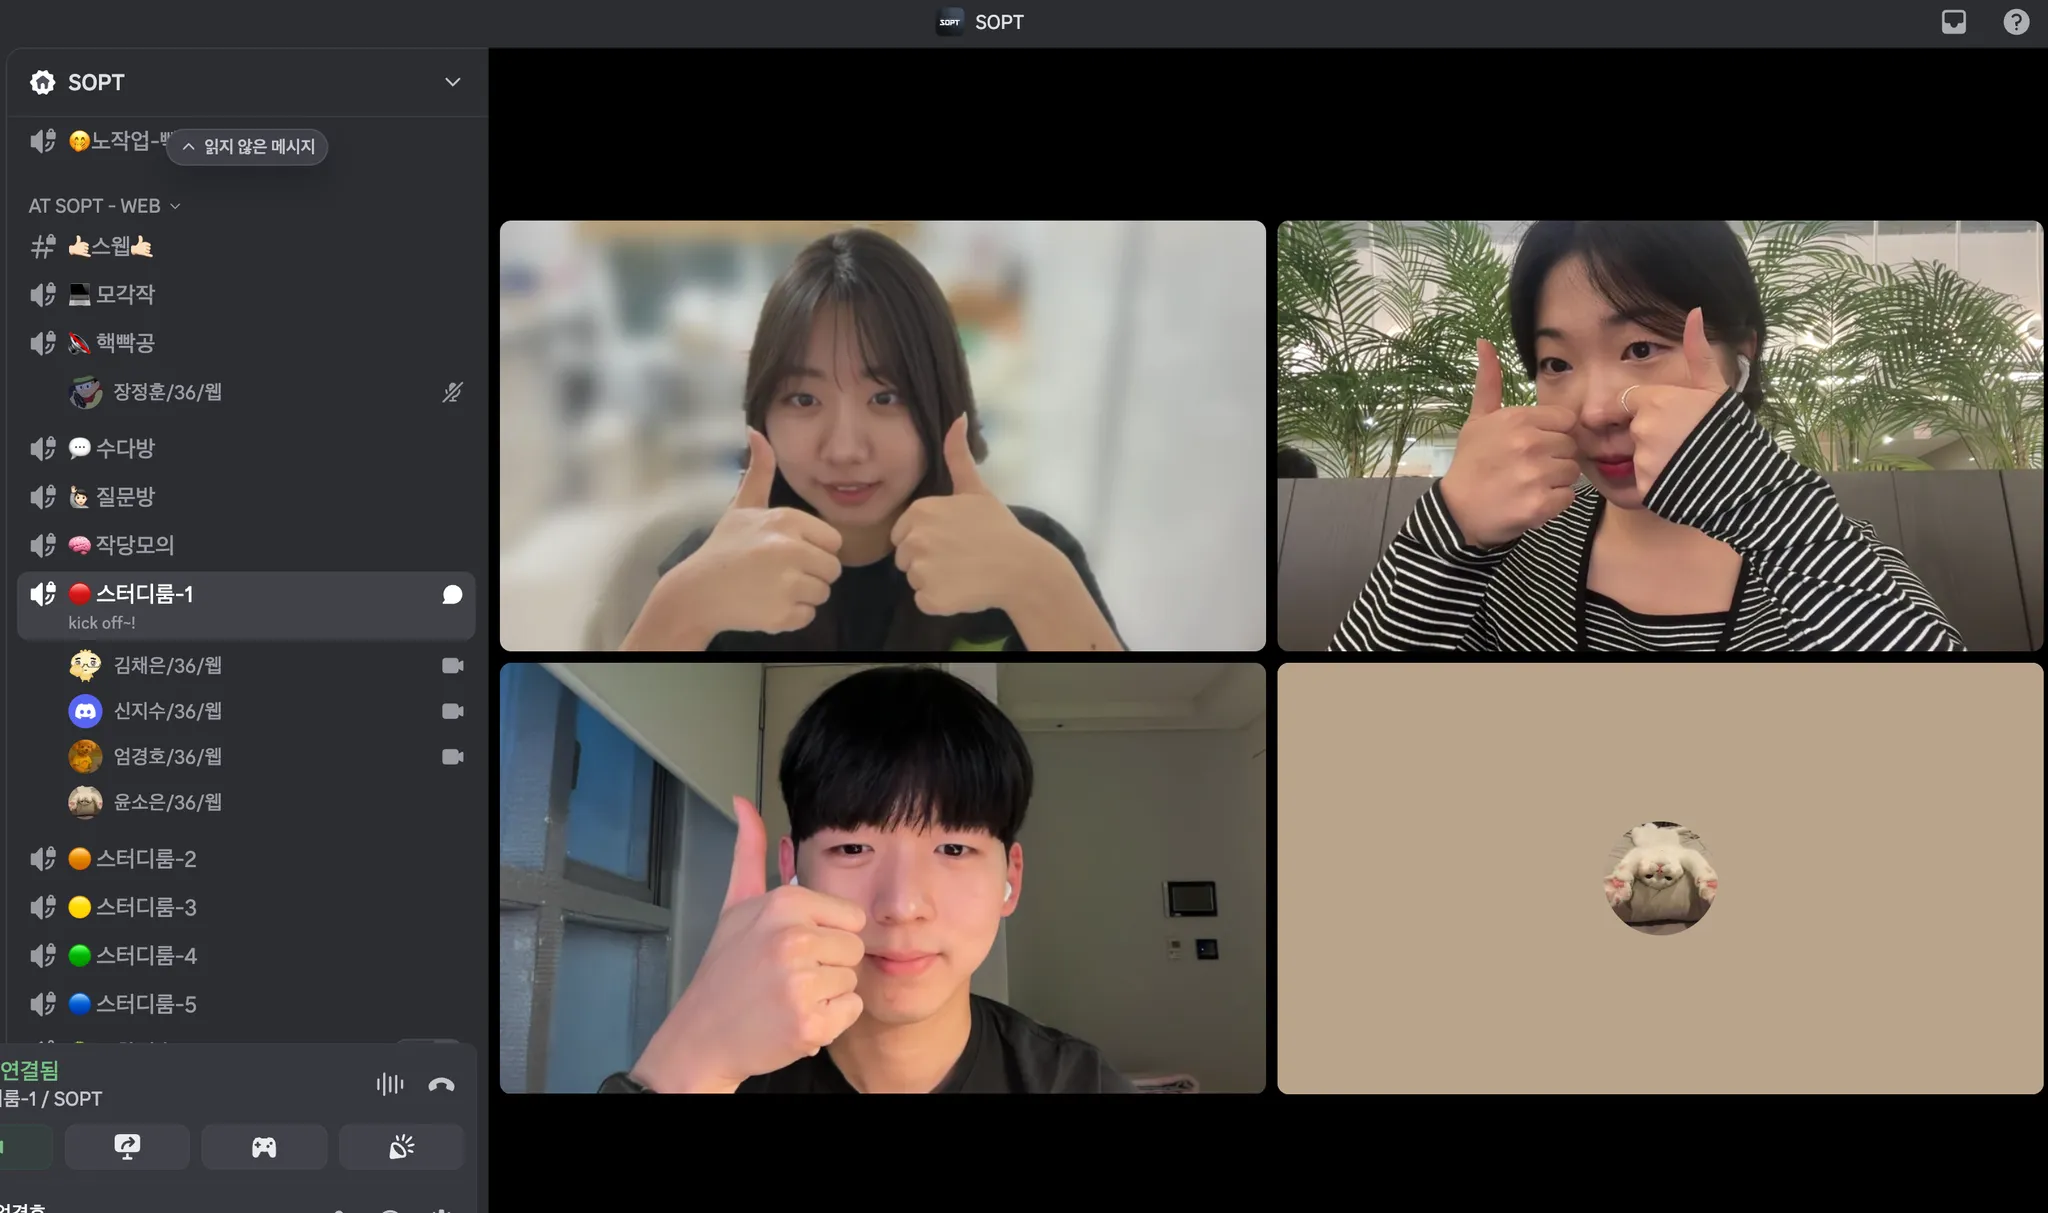 SOPT
SOPT
SOPT
노작업-
읽지 않은 메시지
AT SOPT - WEB
스웹
모각작
핵빡공
장정훈/36/웹
수다방
질문방
작당모의
스터디룸-1
kick off~!
김채은/36/웹
신지수/36/웹
엄경호/36/웹
윤소은/36/웹
스터디룸-2
스터디룸-3
스터디룸-4
스터디룸-5
연결됨
룸-1 / SOPT